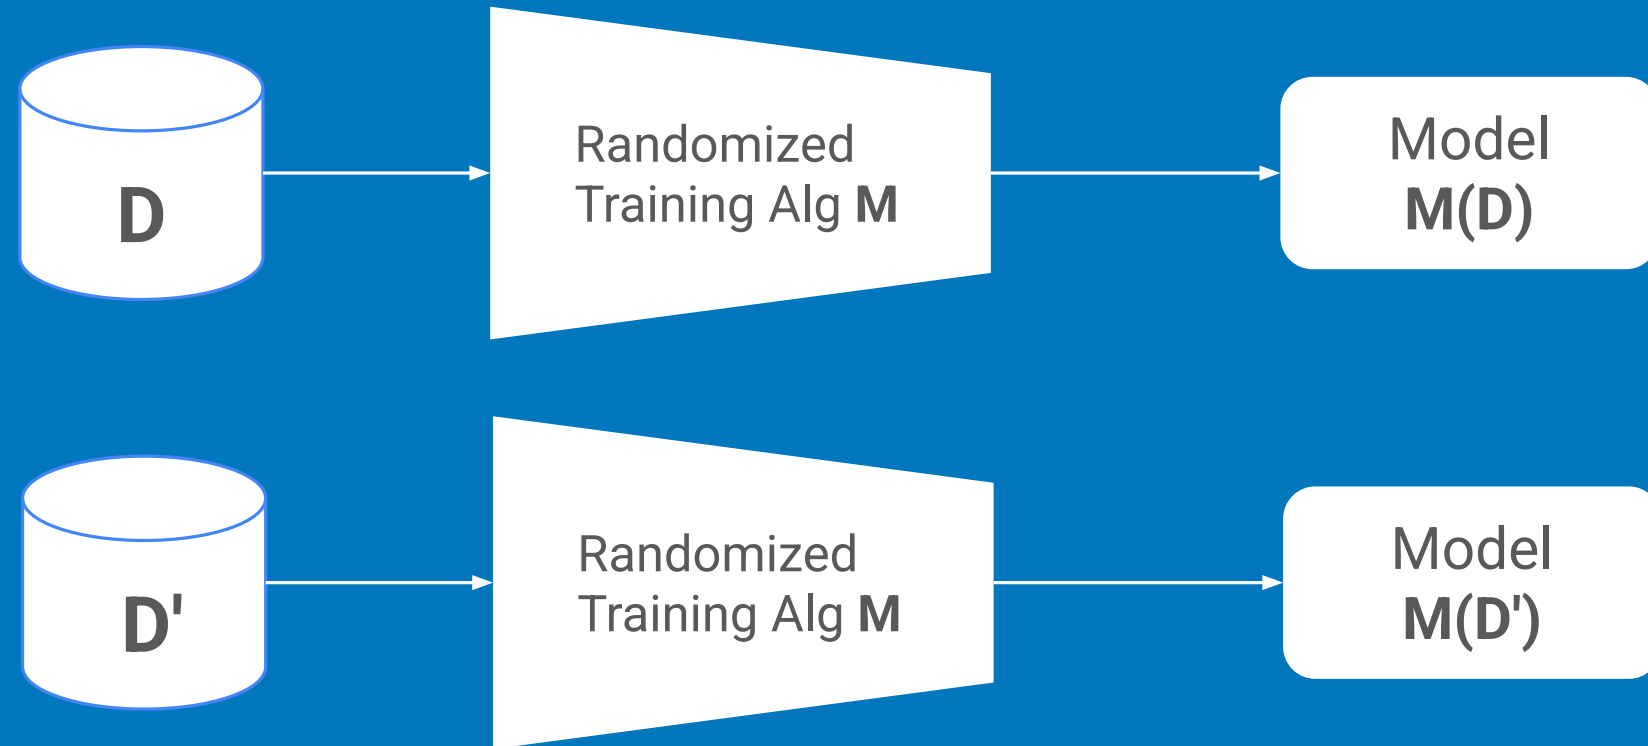 D
Randomized
Training Alg M
Model
M(D)
D'
Randomized
Training Alg M
Model
M(D')